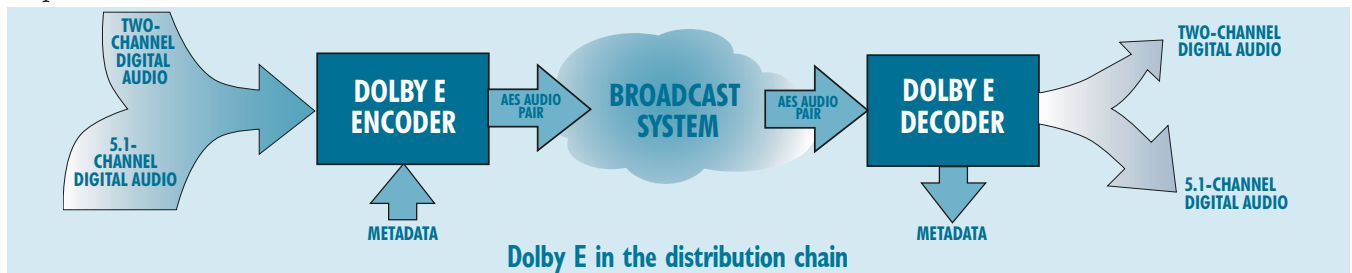 TWO-
CHANNEL
DIGITAL
AUDIO
5.1-
CHANNEL
DIGITAL AUDIO
DOLBY E
ENCODER
METADATA
AES AUDIO
PAIR
BROADCAST
SYSTEM
AES AUDIO
PAIR
DOLBY E
DECODER
METADATA
TWO-CHANNEL
DIGITAL AUDIO
5.1-CHANNEL
DIGITAL AUDIO
Dolby E in the distribution chain